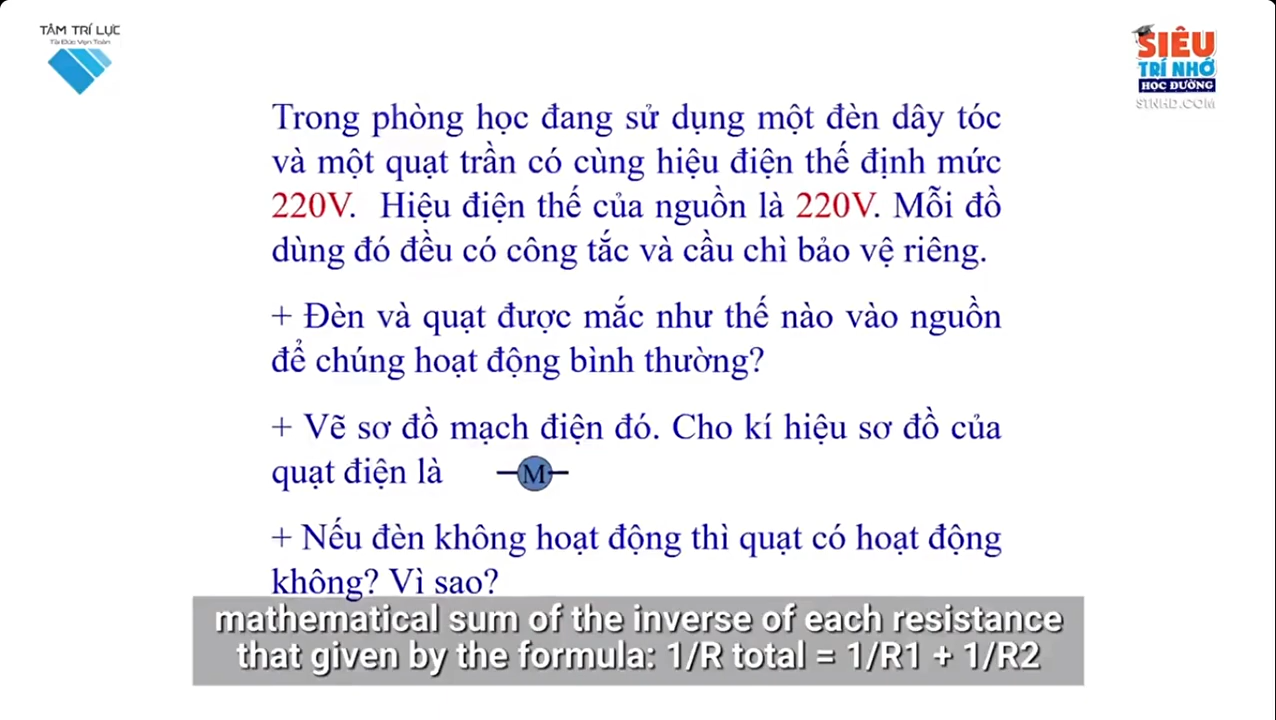 TÂM TRÍ LỰC
Tài Đức Vẹn Toàn
SIÊU
TRÍ NHỚ
HỌC ĐƯỜNG
STNHD.COM
Trong phòng học đang sử dụng một đèn dây tóc
và một quạt trần có cùng hiệu điện thế định mức
220V. Hiệu điện thế của nguồn là 220V. Mỗi đồ
dùng đó đều có công tắc và cầu chì bảo vệ riêng.
+ Đèn và quạt được mắc như thế nào vào nguồn
để chúng hoạt động bình thường?
+ Vẽ sơ đồ mạch điện đó. Cho kí hiệu sơ đồ của
quạt điện là M
+ Nếu đèn không hoạt động thì quạt có hoạt động
không? Vì sao?
mathematical sum of the inverse of each resistance
that given by the formula: 1/R total = 1/R1 + 1/R2